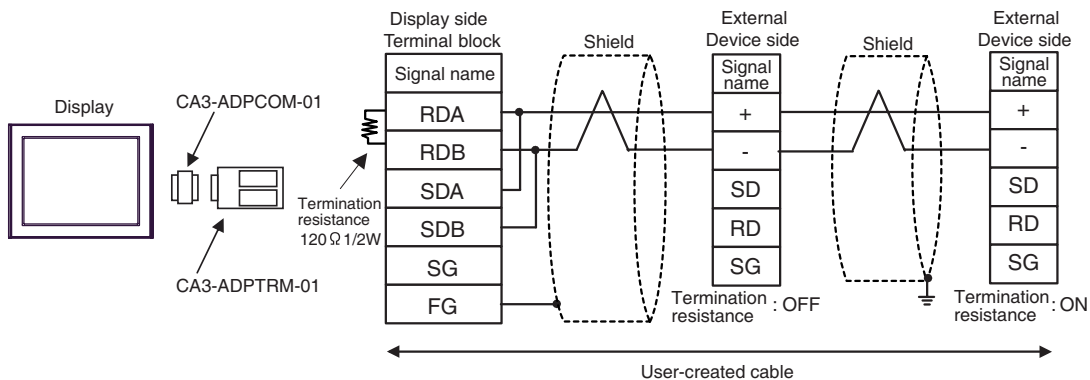 Display side
Terminal block
Signal name
RDA
RDB
SDA
SDB
SG
FG
Shield
External
Device side
Signal
name
+
-
SD
RD
SG
Termination
resistance : OFF
Shield
External
Device side
Signal
name
+
-
SD
RD
SG
Termination
resistance : ON
Display
CA3-ADPCOM-01
CA3-ADPTRM-01
Termination
resistance
120Ω 1/2W
User-created cable